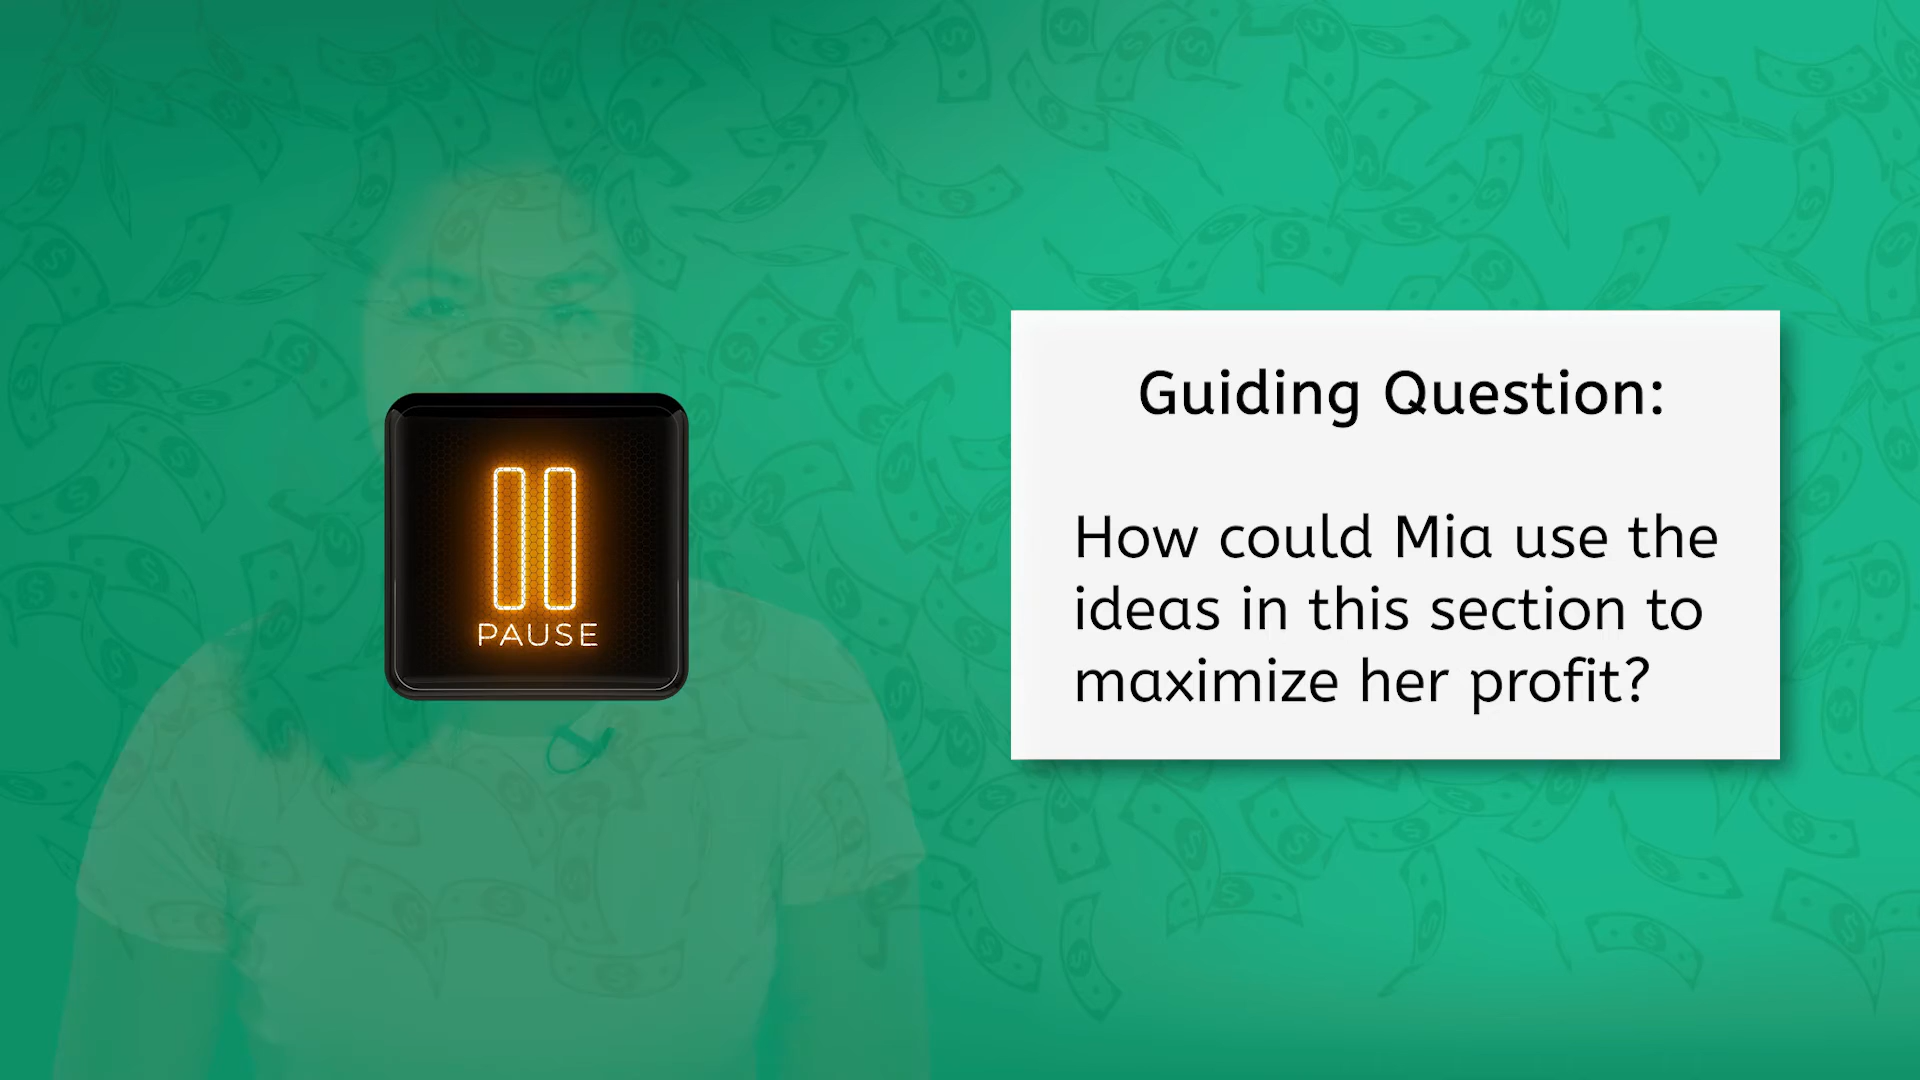 PAUSE
Guiding Question:
How could Mia use the
ideas in this section to
maximize her profit?